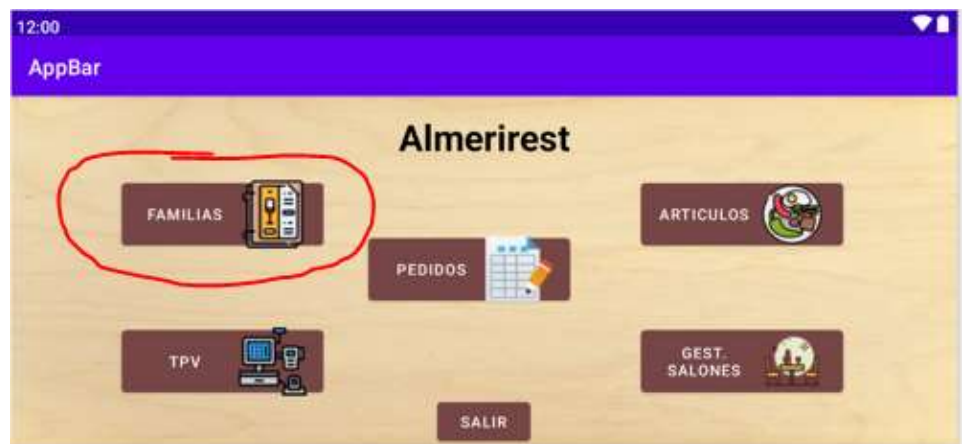 12:00
AppBar
Almerirest
FAMILIAS
ARTICULOS
PEDIDOS
TPV
GEST.
SALONES
SALIR